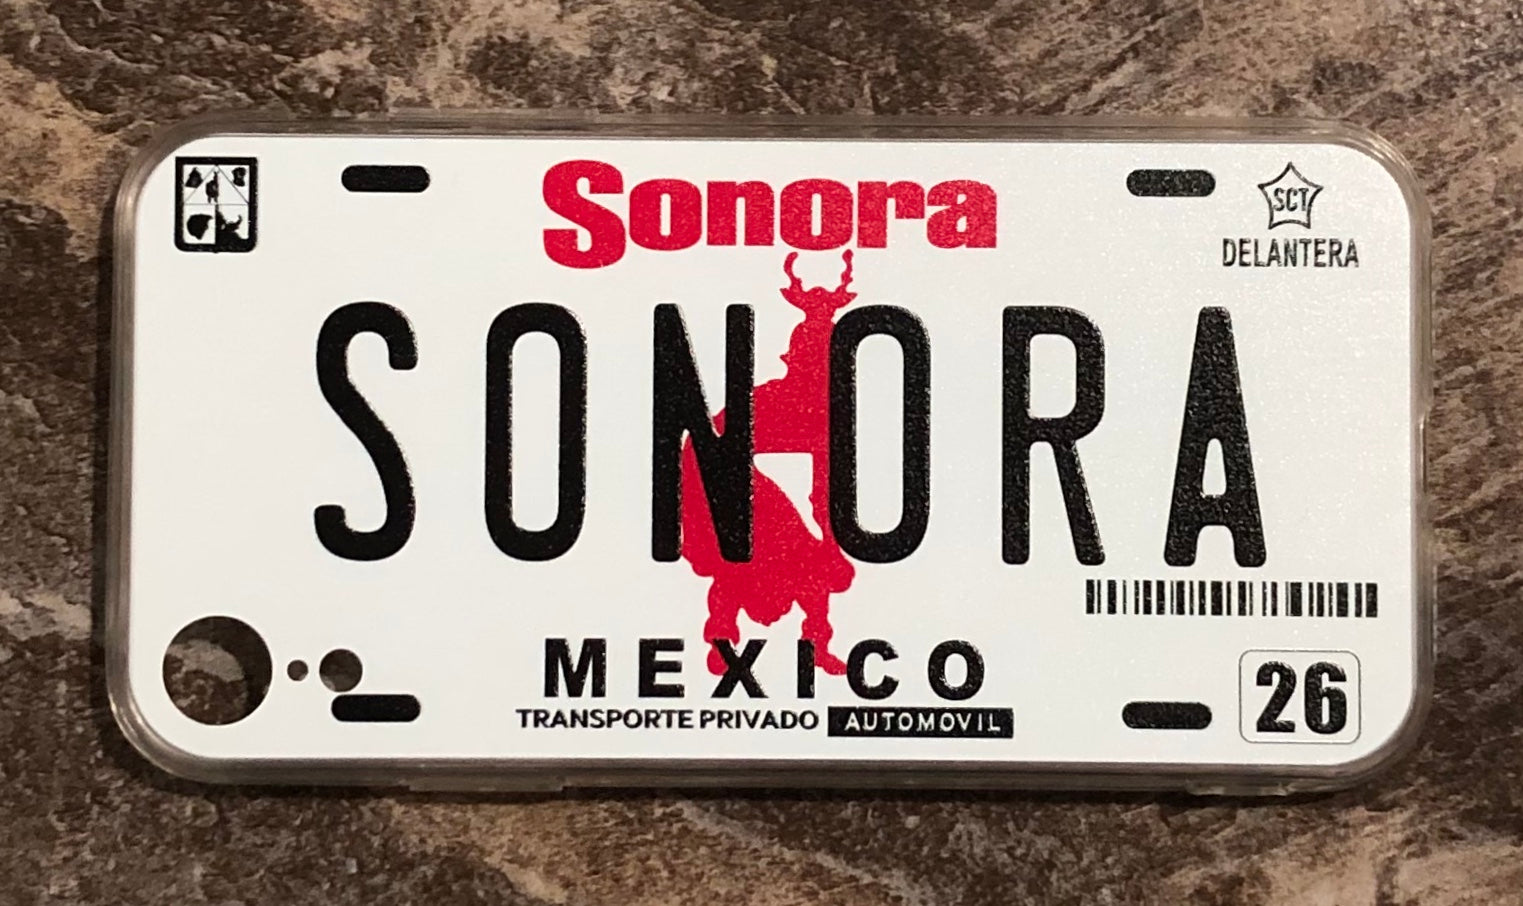 Sonora
SCT
DELANTERA
SONORA
MEXICO
TRANSPORTE PRIVADO AUTOMOVIL
26